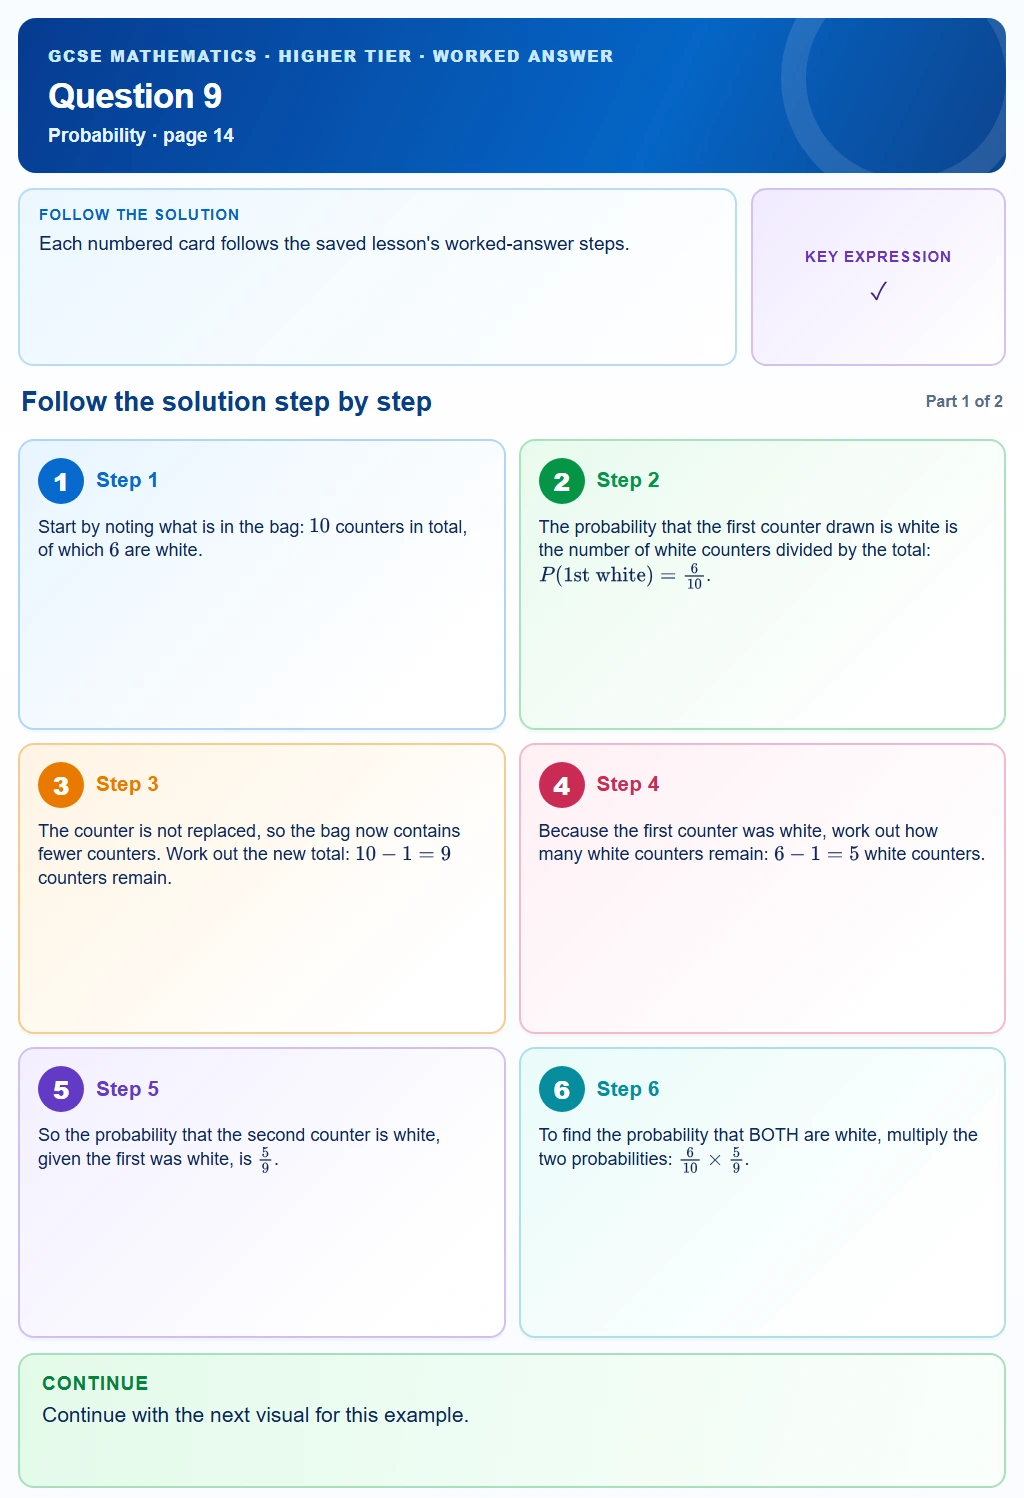 GCSE MATHEMATICS · HIGHER TIER · WORKED ANSWER
Question 9
Probability · page 14
FOLLOW THE SOLUTION
Each numbered card follows the saved lesson's worked-answer steps.
KEY EXPRESSION
✓
Follow the solution step by step
Part 1 of 2
1 Step 1
Start by noting what is in the bag: 10 counters in total,
of which 6 are white.
2 Step 2
The probability that the first counter drawn is white is
the number of white counters divided by the total:
P(1st white) = 6/10.
3 Step 3
The counter is not replaced, so the bag now contains
fewer counters. Work out the new total: 10 − 1 = 9
counters remain.
4 Step 4
Because the first counter was white, work out how
many white counters remain: 6 − 1 = 5 white counters.
5 Step 5
So the probability that the second counter is white,
given the first was white, is 5/9.
6 Step 6
To find the probability that BOTH are white, multiply the
two probabilities: 6/10 × 5/9.
CONTINUE
Continue with the next visual for this example.